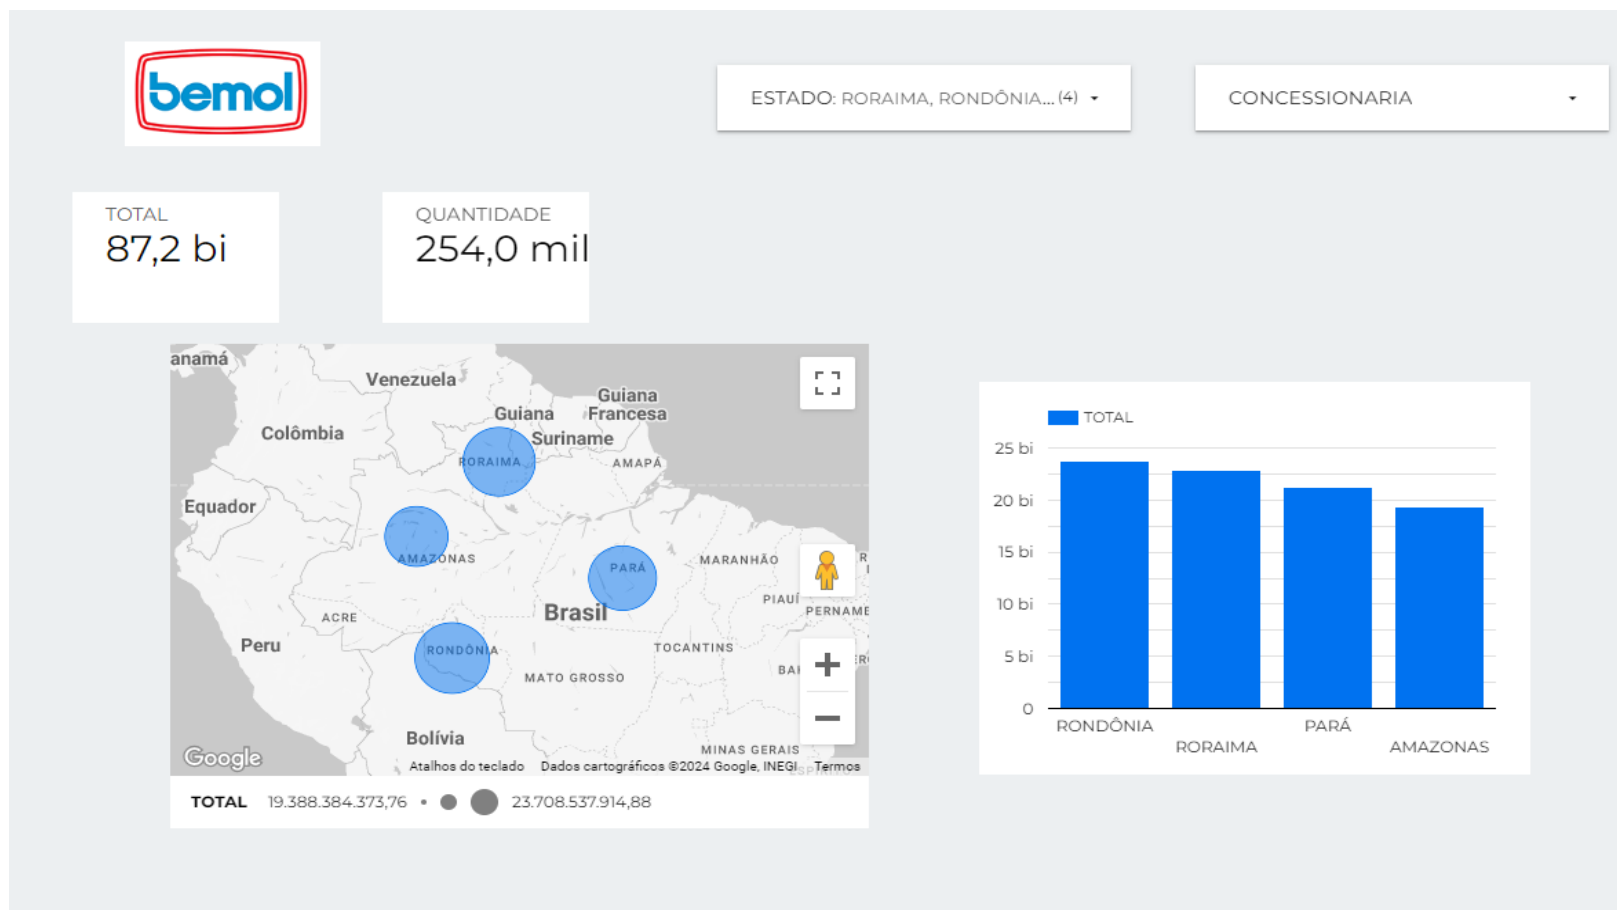 bemol
ESTADO: RORAIMA, RONDÔNIA... (4)
CONCESSIONARIA
TOTAL
87,2 bi
QUANTIDADE
254,0 mil
anamá
Venezuela
Guiana
Guiana
Francesa
Suriname
Colômbia
RORAIMA
AMAPÁ
Equador
AMAZONAS
PARÁ
MARANHÃO
PIAUÍ
PERNAME
ACRE
Brasil
Peru
RONDÔNIA
TOCANTINS
MATO GROSSO
Bolívia
MINAS GERAIS
Google
Atalhos do teclado
Dados cartográficos ©2024 Google, INEGI
Termos
TOTAL 19.388.384.373,76 23.708.537.914,88
TOTAL
25 bi
20 bi
15 bi
10 bi
5 bi
0
RONDÔNIA
RORAIMA
PARÁ
AMAZONAS